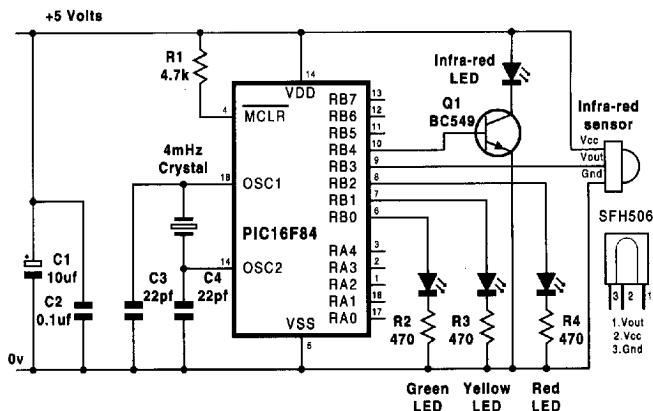 +5 Volts
R1
4.7k
14
VDD
4
MCLR
4mHz
Crystal
18
OSC1
PIC16F84
14
OSC2
VSS
5
RB7
13
RB6
12
RB5
11
RB4
10
RB3
9
RB2
8
RB1
7
RB0
6
RA4
3
RA3
2
RA2
1
RA1
18
RA0
17
Infra-red
LED
Q1
BC549
Infra-red
sensor
Vcc
Vout
Gnd
SFH506
3 2 1
1.Vout
2.Vcc
3.Gnd
+
C1
10uf
C2
0.1uf
C3
22pf
C4
22pf
R2
470
R3
470
R4
470
0v
Green
LED
Yellow
LED
Red
LED